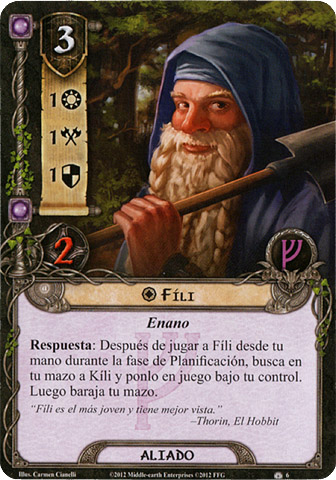 3
1
1
1
2
Fíli
Enano
Respuesta: Después de jugar a Fíli desde tu
mano durante la fase de Planificación, busca en
tu mazo a Kíli y ponlo en juego bajo tu control.
Luego baraja tu mazo.
“Fíli es el más joven y tiene mejor vista.”
–Thorin, El Hobbit
ALIADO
Illus. Carmen Cianelli ©2012 Middle-earth Enterprises ©2012 FFG 6